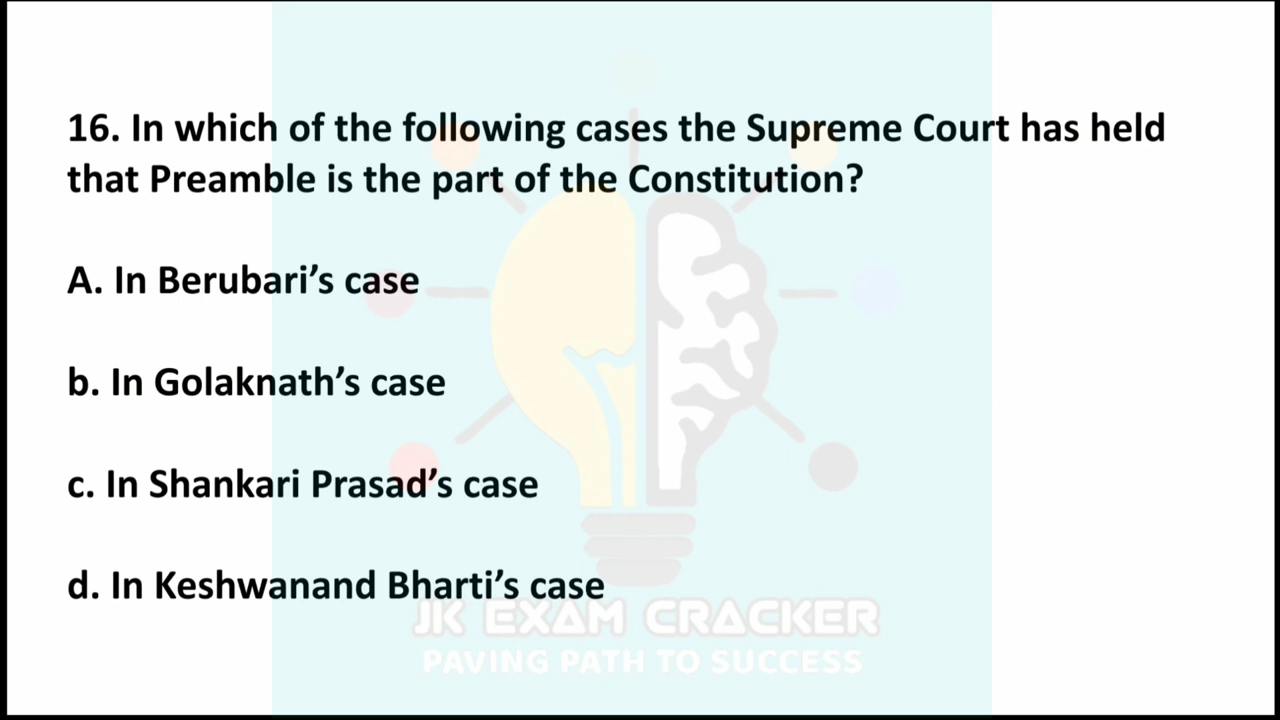 16. In which of the following cases the Supreme Court has held
that Preamble is the part of the Constitution?
A. In Berubari’s case
b. In Golaknath’s case
c. In Shankari Prasad’s case
d. In Keshwanand Bharti’s case
JK EXAM CRACKER
PAVING PATH TO SUCCESS